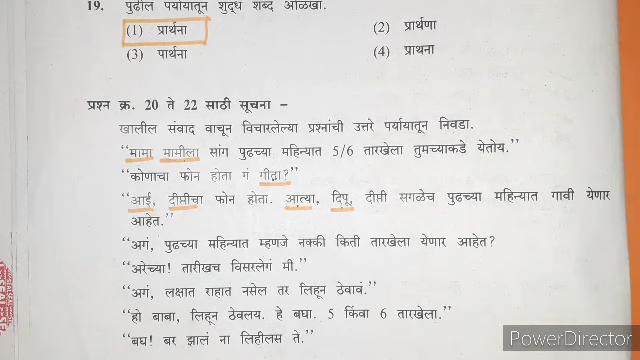 19. पुढील पर्यायातून शुद्ध शब्द ओळखा.
(1) प्रार्थना (2) प्रार्थणा
(3) पार्थना (4) प्राथना
प्रश्न क्र. 20 ते 22 साठी सूचना –
खालील संवाद वाचून विचारलेल्या प्रश्नांची उत्तरे पर्यायातून निवडा.
“मामा मामीला सांग पुढच्या महिन्यात 5/6 तारखेला तुमच्याकडे येतोय.”
“कोणाचा फोन होता गं गीता?”
“आई, दीप्तीचा फोन होता. आत्या, दिपू, दीप्ती सगळेच पुढच्या महिन्यात गावी येणार
आहेत.”
“अगं, पुढच्या महिन्यात म्हणजे नक्की किती तारखेला येणार आहेत?
“अरेच्या! तारीखच विसरलेगं मी.”
“अगं, लक्षात राहात नसेल तर लिहून ठेवावं.”
“हो बाबा, लिहून ठेवलय. हे बघा. 5 किंवा 6 तारखेला.”
“बघ! बर झालं ना लिहीलस ते.”
PowerDirector